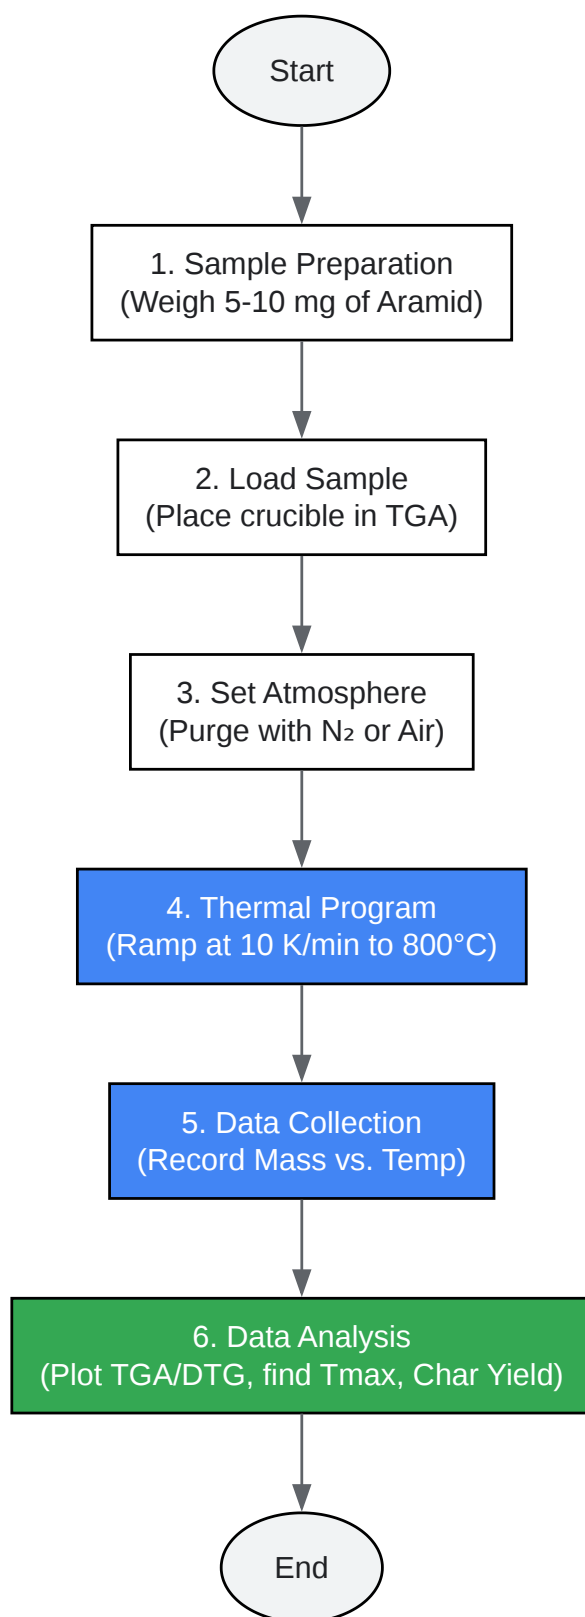 Start
1. Sample Preparation
(Weigh 5-10 mg of Aramid)
2. Load Sample
(Place crucible in TGA)
3. Set Atmosphere
(Purge with N₂ or Air)
4. Thermal Program
(Ramp at 10 K/min to 800°C)
5. Data Collection
(Record Mass vs. Temp)
6. Data Analysis
(Plot TGA/DTG, find Tmax, Char Yield)
End